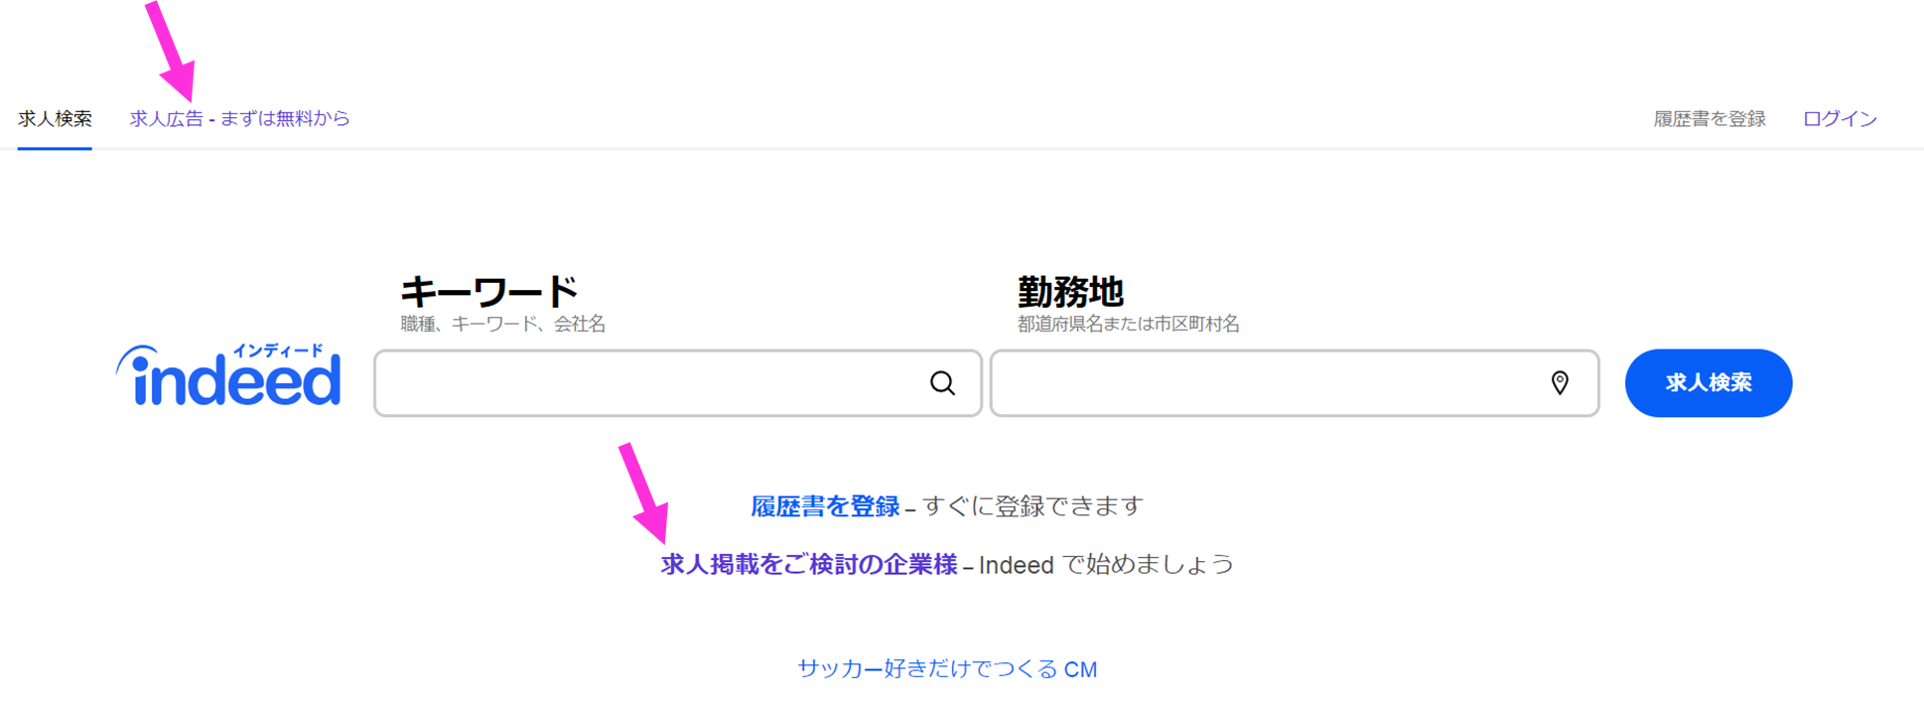 求人検索
求人広告 - まずは無料から
履歴書を登録
ログイン
キーワード
職種、キーワード、会社名
勤務地
都道府県名または市区町村名
インディード
indeed
求人検索
履歴書を登録 – すぐに登録できます
求人掲載をご検討の企業様 – Indeed で始めましょう
サッカー好きだけでつくる CM